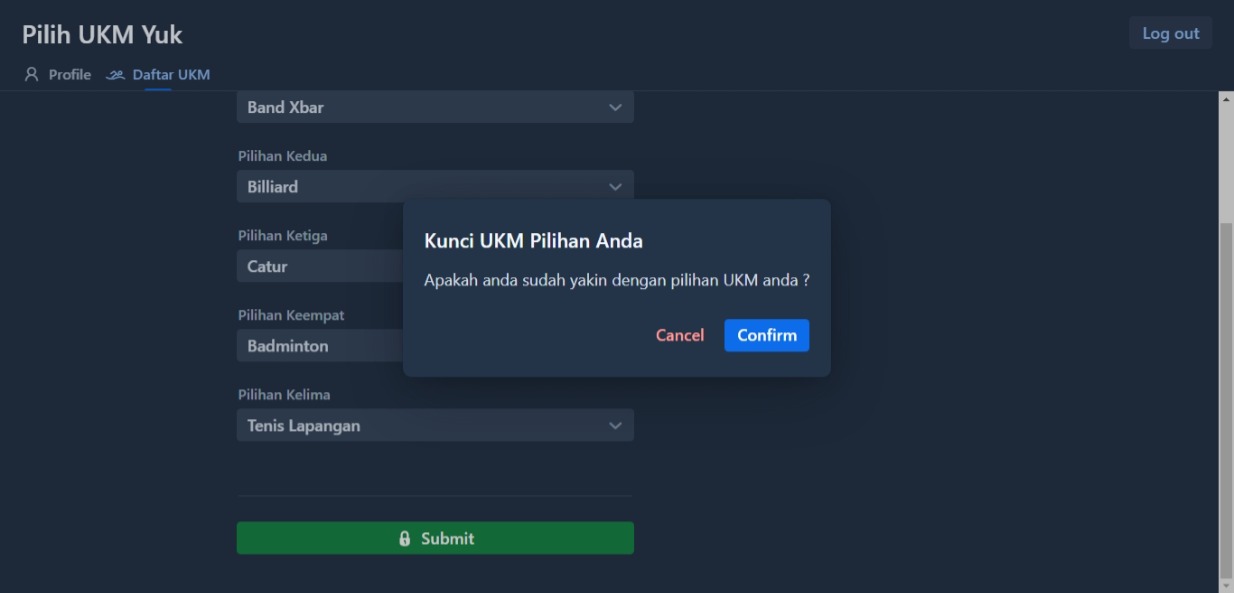 Pilih UKM Yuk
Log out
Profile
Daftar UKM
Band Xbar
Pilihan Kedua
Billiard
Pilihan Ketiga
Catur
Pilihan Keempat
Badminton
Pilihan Kelima
Tenis Lapangan
Submit
Kunci UKM Pilihan Anda
Apakah anda sudah yakin dengan pilihan UKM anda ?
Cancel
Confirm